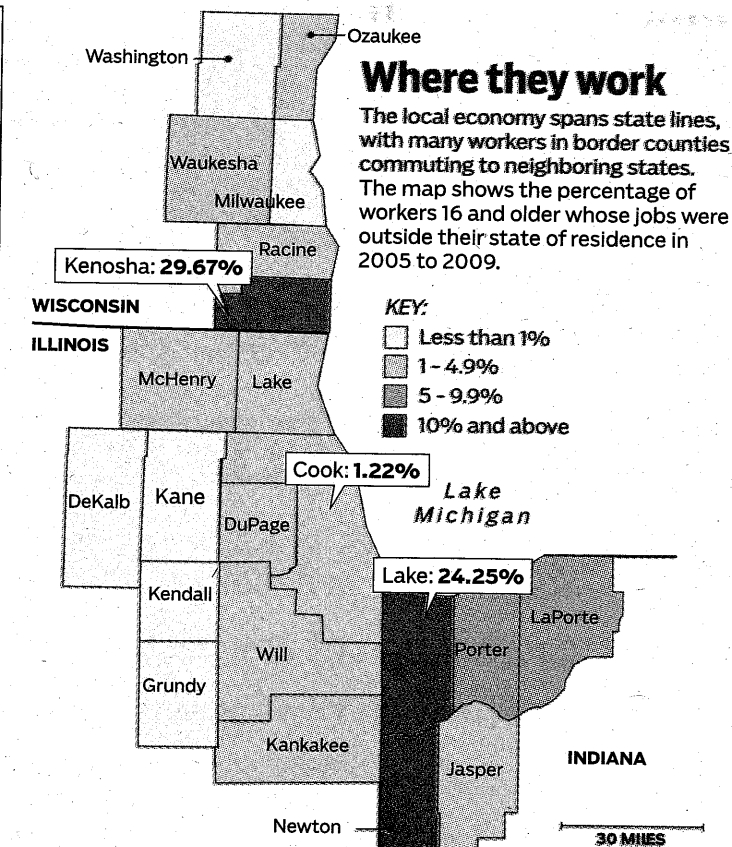 Where they work
The local economy spans state lines,
with many workers in border counties
commuting to neighboring states.
The map shows the percentage of
workers 16 and older whose jobs were
outside their state of residence in
2005 to 2009.
KEY:
Less than 1%
1 - 4.9%
5 - 9.9%
10% and above
Washington
Ozaukee
Waukesha
Milwaukee
Racine
Kenosha: 29.67%
WISCONSIN
ILLINOIS
McHenry
Lake
Cook: 1.22%
DeKalb
Kane
DuPage
Lake
Michigan
Lake: 24.25%
Kendall
LaPorte
Porter
Will
Grundy
Kankakee
INDIANA
Jasper
Newton
30 MILES